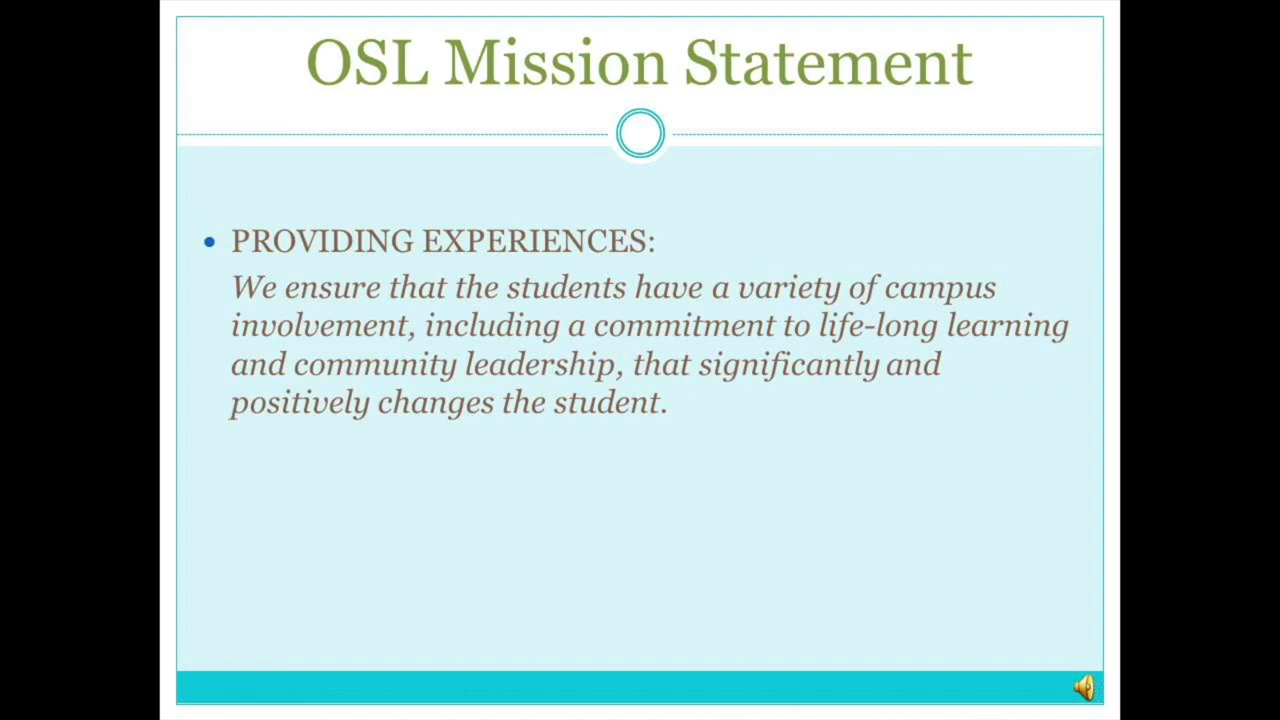 OSL Mission Statement
• PROVIDING EXPERIENCES:
We ensure that the students have a variety of campus
involvement, including a commitment to life-long learning
and community leadership, that significantly and
positively changes the student.